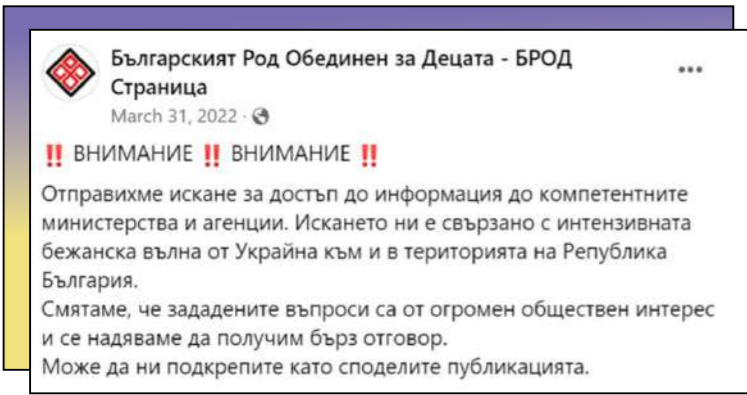 Българският Род Обединен за Децата - БРОД
Страница
March 31, 2022 ·
‼ ВНИМАНИЕ ‼ ВНИМАНИЕ ‼
Отправихме искане за достъп до информация до компетентните
министерства и агенции. Искането ни е свързано с интензивната
бежанска вълна от Украйна към и в територията на Република
България.
Смятаме, че зададените въпроси са от огромен обществен интерес
и се надяваме да получим бърз отговор.
Може да ни подкрепите като споделите публикацията.